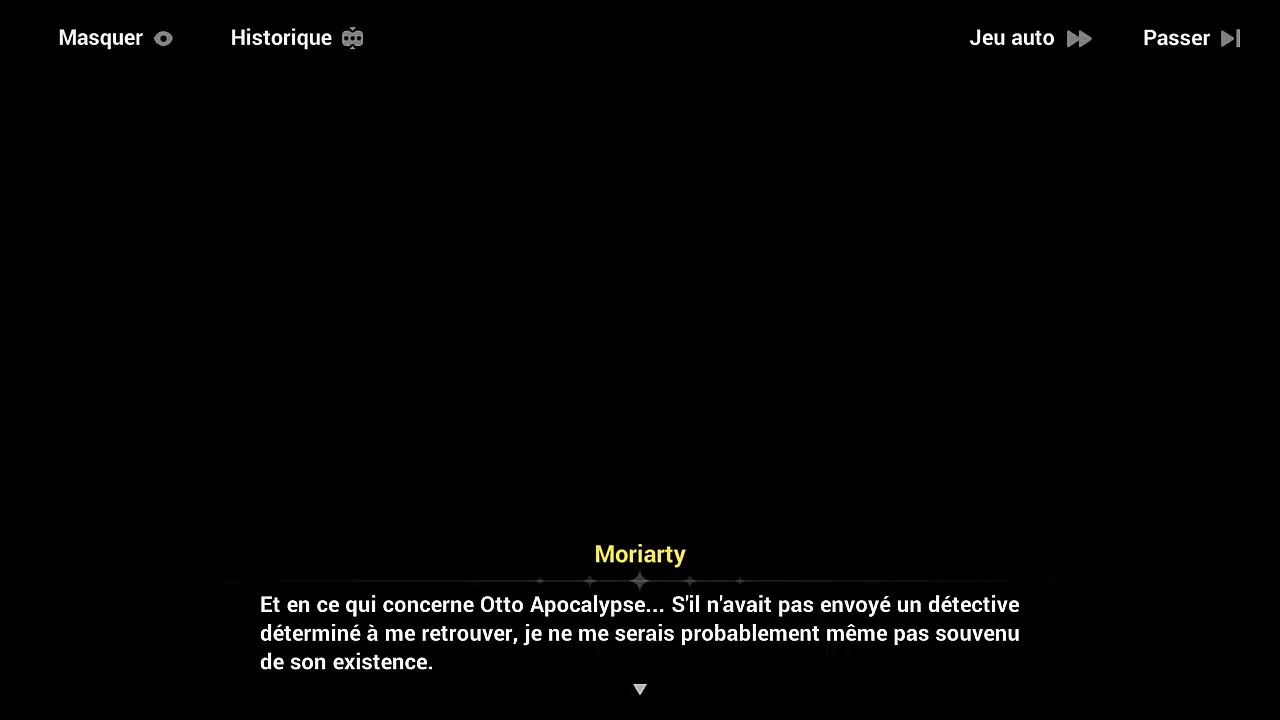 Masquer
Historique
Jeu auto
Passer
Moriarty
Et en ce qui concerne Otto Apocalypse... S'il n'avait pas envoyé un détective
déterminé à me retrouver, je ne me serais probablement même pas souvenu
de son existence.